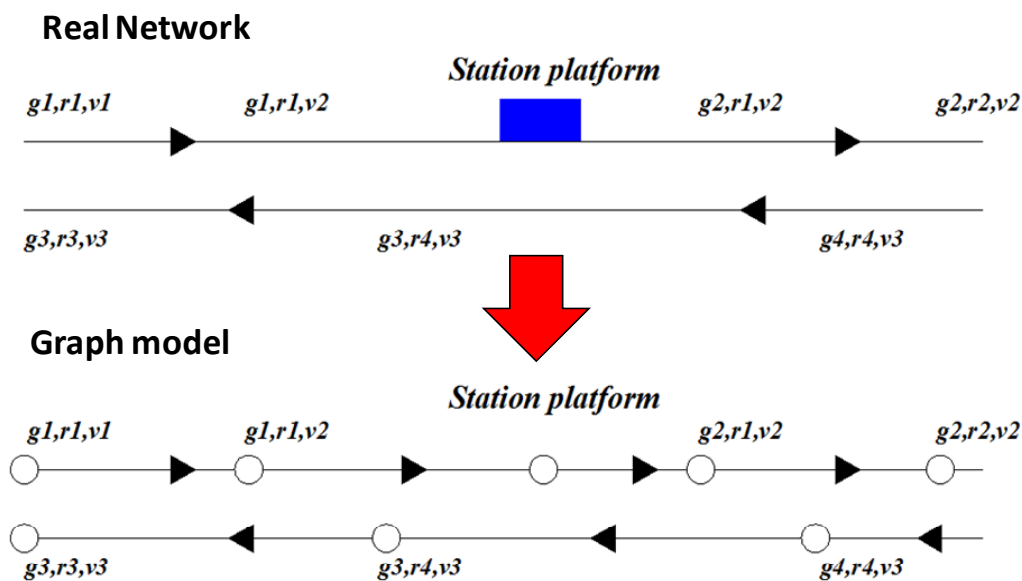 Real Network
Station platform
g1,r1,v1 g1,r1,v2 g2,r1,v2 g2,r2,v2
g3,r3,v3 g3,r4,v3 g4,r4,v3
Graph model
Station platform
g1,r1,v1 g1,r1,v2 g2,r1,v2 g2,r2,v2
g3,r3,v3 g3,r4,v3 g4,r4,v3